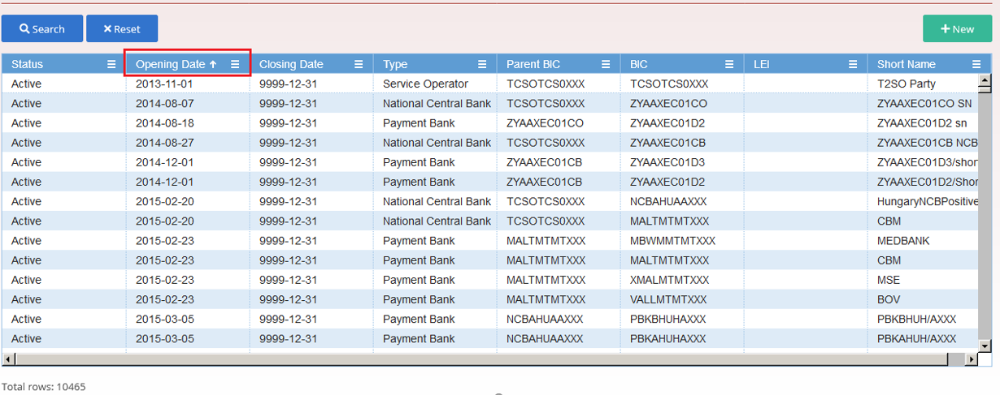 Search Reset New
Status Opening Date Closing Date Type Parent BIC BIC LEI Short Name
Active 2013-11-01 9999-12-31 Service Operator TCSOTCS0XXX TCSOTCS0XXX T2SO Party
Active 2014-08-07 9999-12-31 National Central Bank TCSOTCS0XXX ZYAAXEC01CO ZYAAXEC01CO SN
Active 2014-08-18 9999-12-31 Payment Bank ZYAAXEC01CO ZYAAXEC01D2 ZYAAXEC01D2 sn
Active 2014-08-27 9999-12-31 National Central Bank TCSOTCS0XXX ZYAAXEC01CB ZYAAXEC01CB NCB
Active 2014-12-01 9999-12-31 Payment Bank ZYAAXEC01CB ZYAAXEC01D3 ZYAAXEC01D3/shor
Active 2014-12-01 9999-12-31 Payment Bank ZYAAXEC01CB ZYAAXEC01D2 ZYAAXEC01D2/Shor
Active 2015-02-20 9999-12-31 National Central Bank TCSOTCS0XXX NCBAHUAAXXX HungaryNCBPositive
Active 2015-02-20 9999-12-31 National Central Bank TCSOTCS0XXX MALTMTMTXXX CBM
Active 2015-02-23 9999-12-31 Payment Bank MALTMTMTXXX MBWMMTMTXXX MEDBANK
Active 2015-02-23 9999-12-31 Payment Bank MALTMTMTXXX MALTMTMTXXX CBM
Active 2015-02-23 9999-12-31 Payment Bank MALTMTMTXXX XMALMTMTXXX MSE
Active 2015-02-23 9999-12-31 Payment Bank MALTMTMTXXX VALLMTMTXXX BOV
Active 2015-03-05 9999-12-31 Payment Bank NCBAHUAAXXX PBKBHUHAXXX PBKBHUH/AXXX
Active 2015-03-05 9999-12-31 Payment Bank NCBAHUAAXXX PBKAHUHAXXX PBKAHUH/AXXX
Total rows: 10465